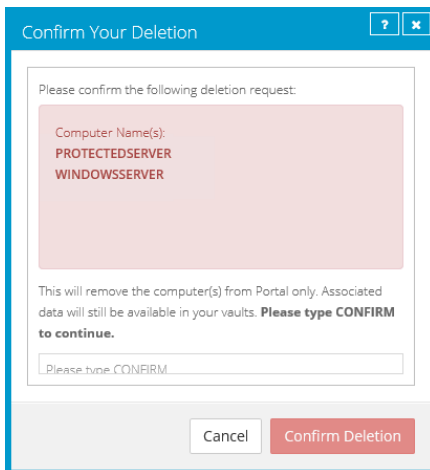 Confirm Your Deletion
Please confirm the following deletion request:
Computer Name(s):
PROTECTEDSERVER
WINDOWSSERVER
This will remove the computer(s) from Portal only. Associated
data will still be available in your vaults. Please type CONFIRM
to continue.
Please type CONFIRM
Cancel
Confirm Deletion